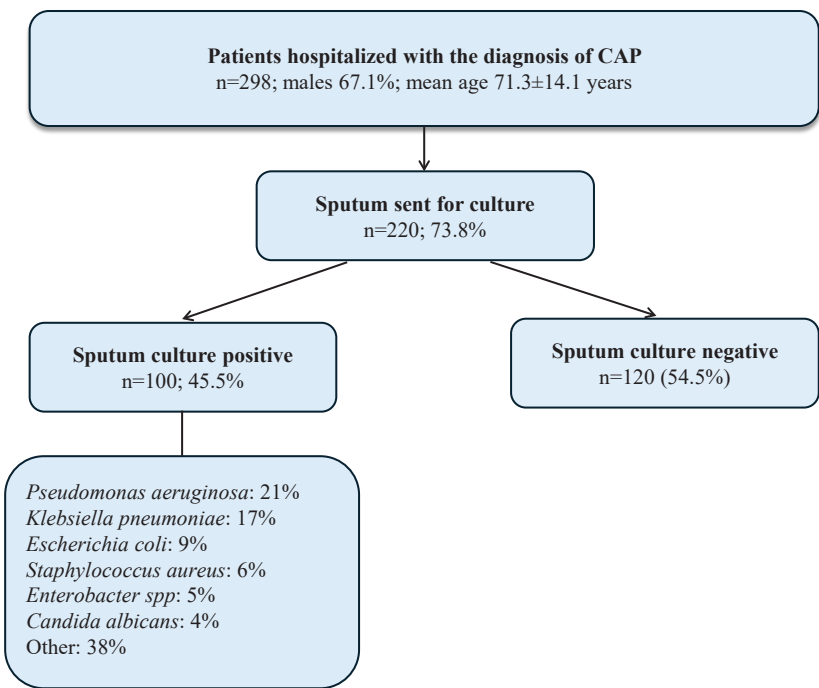 Patients hospitalized with the diagnosis of CAP
n=298; males 67.1%; mean age 71.3±14.1 years
Sputum sent for culture
n=220; 73.8%
Sputum culture positive
n=100; 45.5%
Sputum culture negative
n=120 (54.5%)
Pseudomonas aeruginosa: 21%
Klebsiella pneumoniae: 17%
Escherichia coli: 9%
Staphylococcus aureus: 6%
Enterobacter spp: 5%
Candida albicans: 4%
Other: 38%